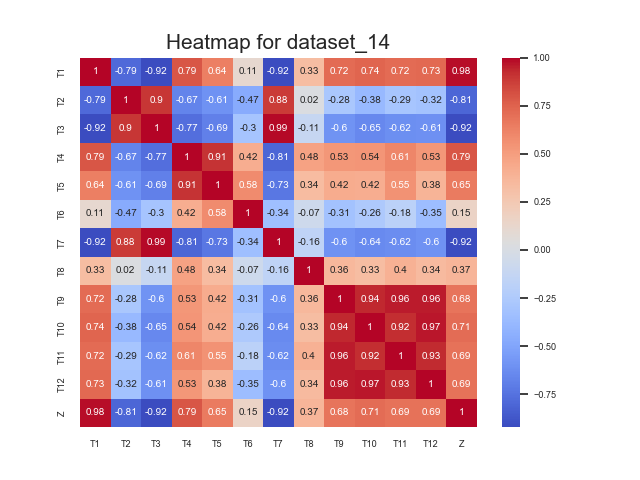 Heatmap for dataset_14
T1 1 -0.79 -0.92 0.79 0.64 0.11 -0.92 0.33 0.72 0.74 0.72 0.73 0.98
T2 -0.79 1 0.9 -0.67 -0.61 -0.47 0.88 0.02 -0.28 -0.38 -0.29 -0.32 -0.81
T3 -0.92 0.9 1 -0.77 -0.69 -0.3 0.99 -0.11 -0.6 -0.65 -0.62 -0.61 -0.92
T4 0.79 -0.67 -0.77 1 0.91 0.42 -0.81 0.48 0.53 0.54 0.61 0.53 0.79
T5 0.64 -0.61 -0.69 0.91 1 0.58 -0.73 0.34 0.42 0.42 0.55 0.38 0.65
T6 0.11 -0.47 -0.3 0.42 0.58 1 -0.34 -0.07 -0.31 -0.26 -0.18 -0.35 0.15
T7 -0.92 0.88 0.99 -0.81 -0.73 -0.34 1 -0.16 -0.6 -0.64 -0.62 -0.6 -0.92
T8 0.33 0.02 -0.11 0.48 0.34 -0.07 -0.16 1 0.36 0.33 0.4 0.34 0.37
T9 0.72 -0.28 -0.6 0.53 0.42 -0.31 -0.6 0.36 1 0.94 0.96 0.96 0.68
T10 0.74 -0.38 -0.65 0.54 0.42 -0.26 -0.64 0.33 0.94 1 0.92 0.97 0.71
T11 0.72 -0.29 -0.62 0.61 0.55 -0.18 -0.62 0.4 0.96 0.92 1 0.93 0.69
T12 0.73 -0.32 -0.61 0.53 0.38 -0.35 -0.6 0.34 0.96 0.97 0.93 1 0.69
Z 0.98 -0.81 -0.92 0.79 0.65 0.15 -0.92 0.37 0.68 0.71 0.69 0.69 1
T1 T2 T3 T4 T5 T6 T7 T8 T9 T10 T11 T12 Z
1.00
0.75
0.50
0.25
0.00
−0.25
−0.50
−0.75